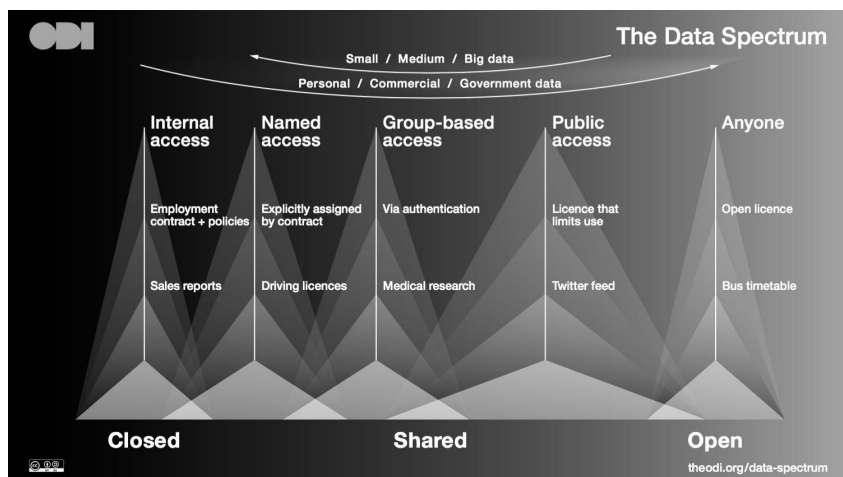 ODI
The Data Spectrum
Small / Medium / Big data
Personal / Commercial / Government data
Internal
access
Named
access
Group-based
access
Public
access
Anyone
Employment
contract + policies
Explicitly assigned
by contract
Via authentication
Licence that
limits use
Open licence
Sales reports
Driving licences
Medical research
Twitter feed
Bus timetable
Closed
Shared
Open
theodi.org/data-spectrum